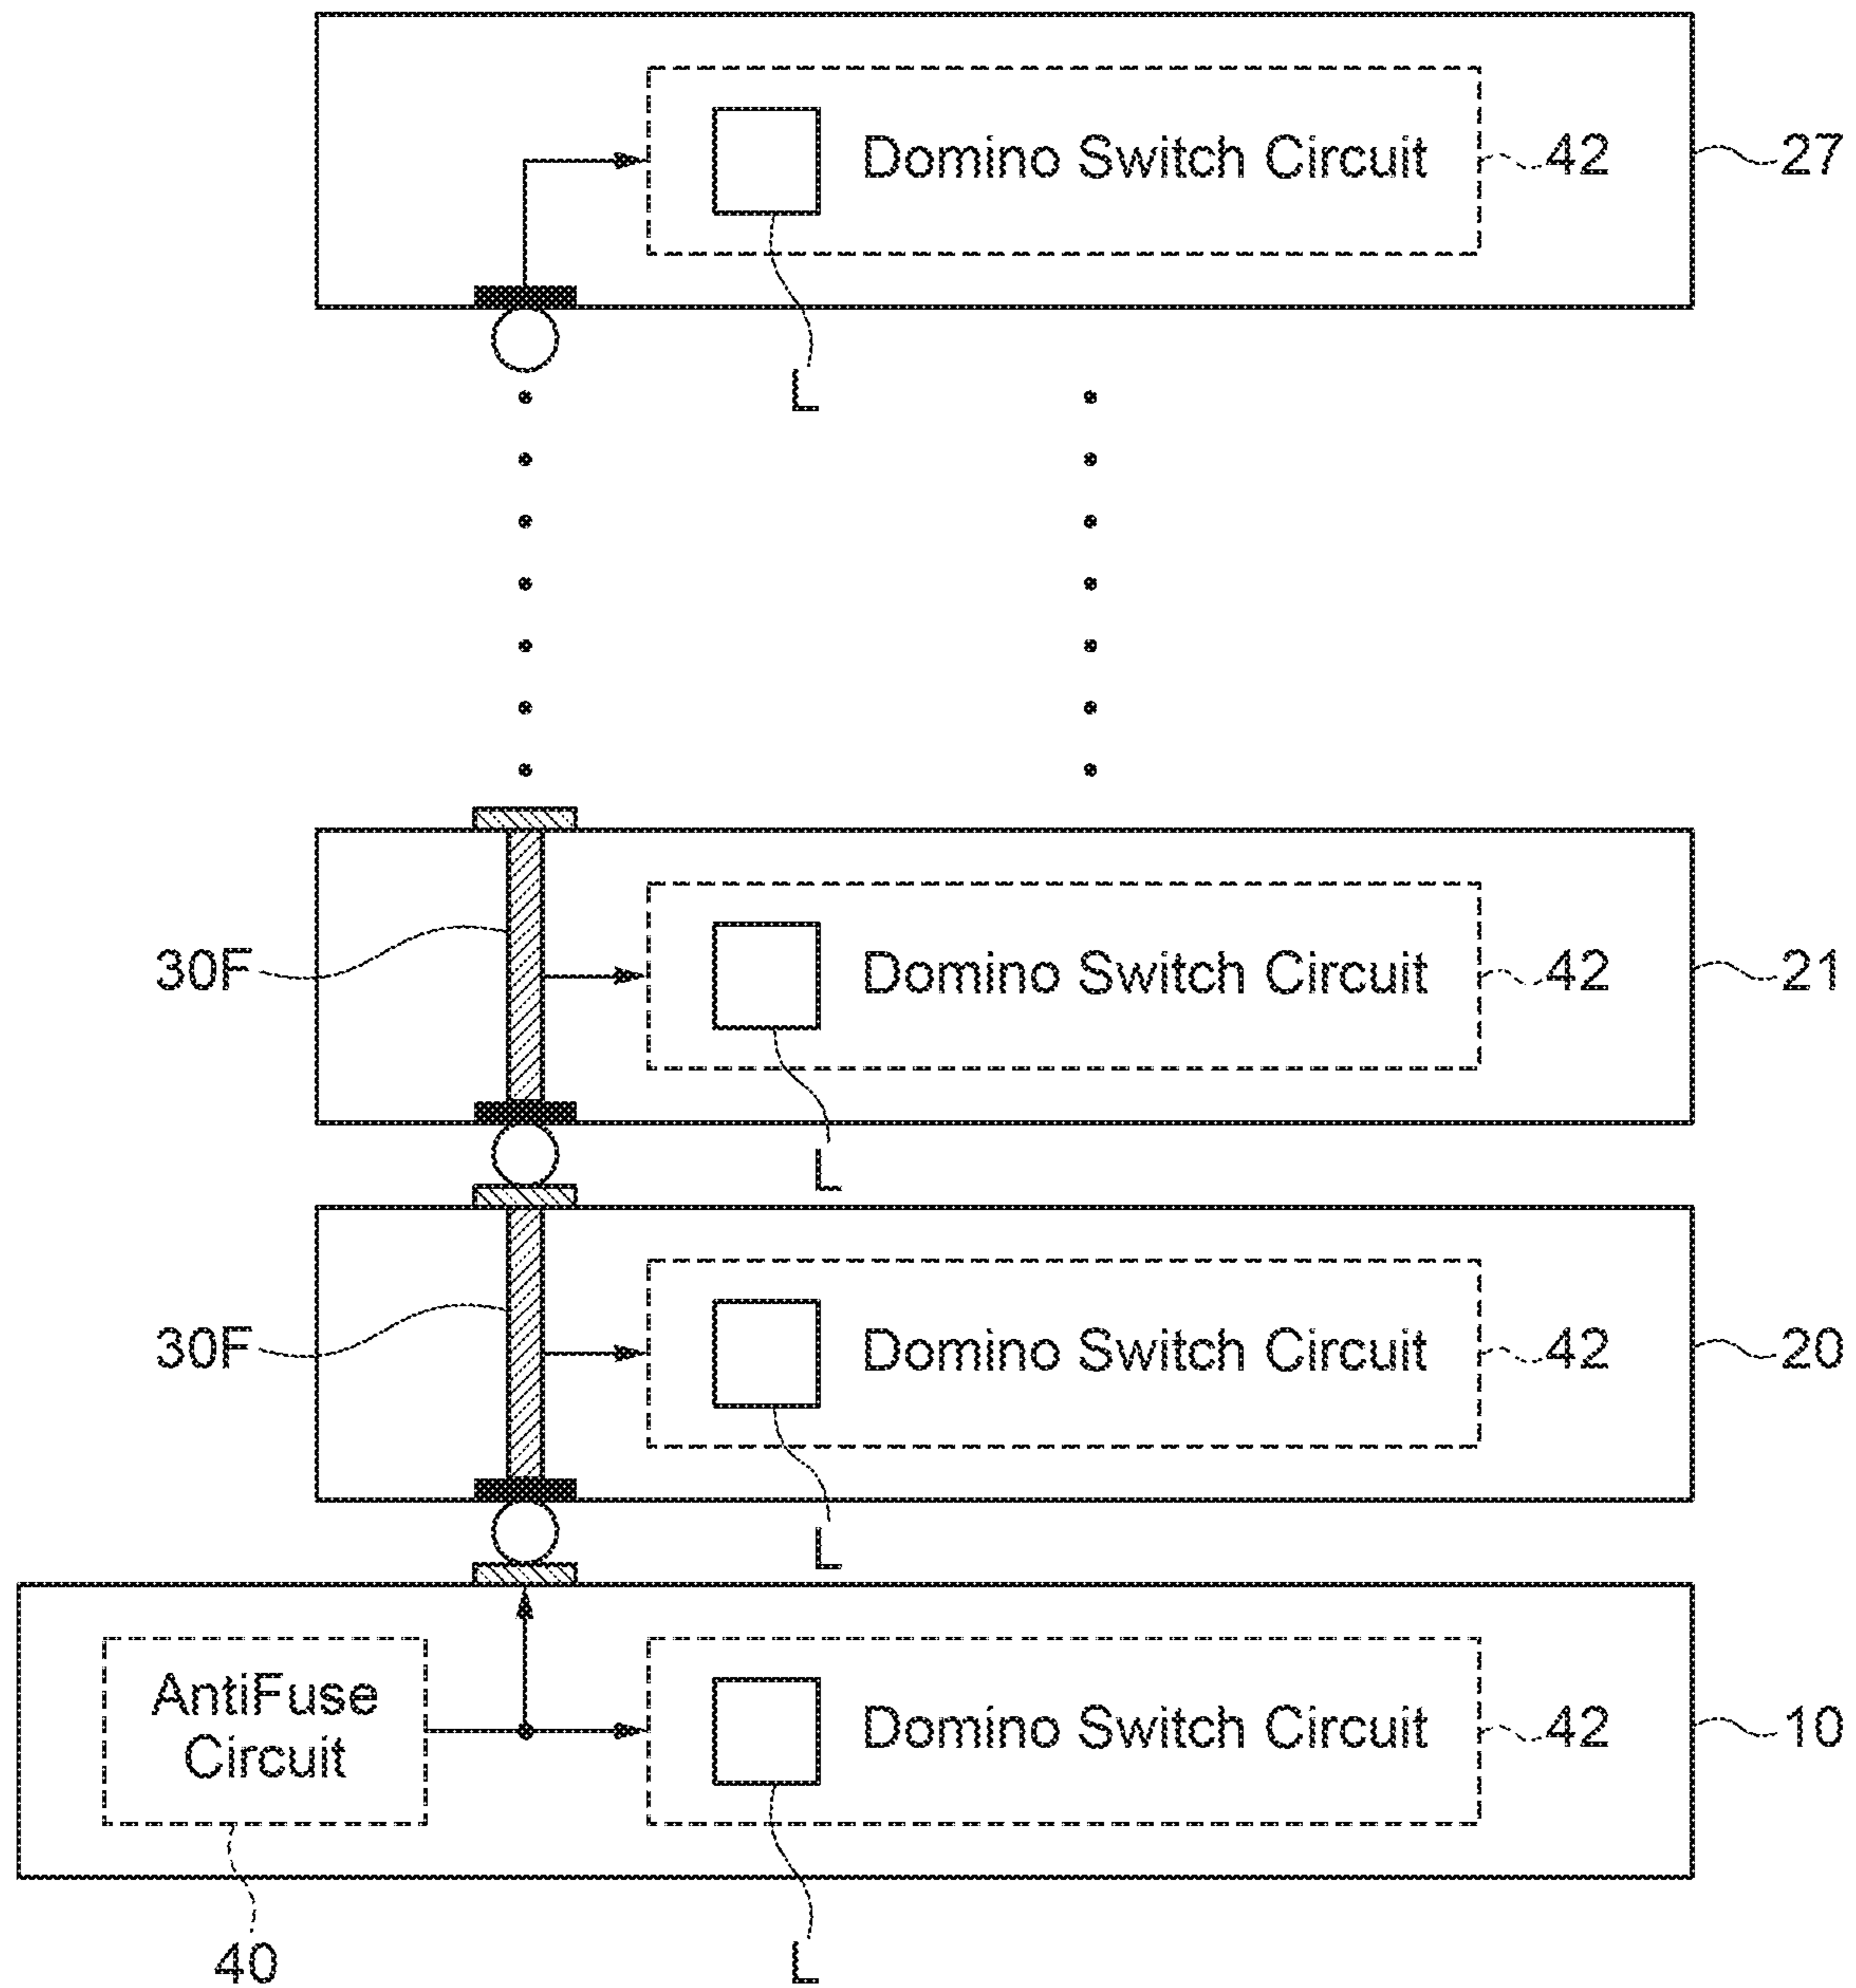 Domino Switch Circuit 42 27
L
30F Domino Switch Circuit 42 21
L
30F Domino Switch Circuit 42 20
L
AntiFuse
Circuit
Domino Switch Circuit 42 10
40 L